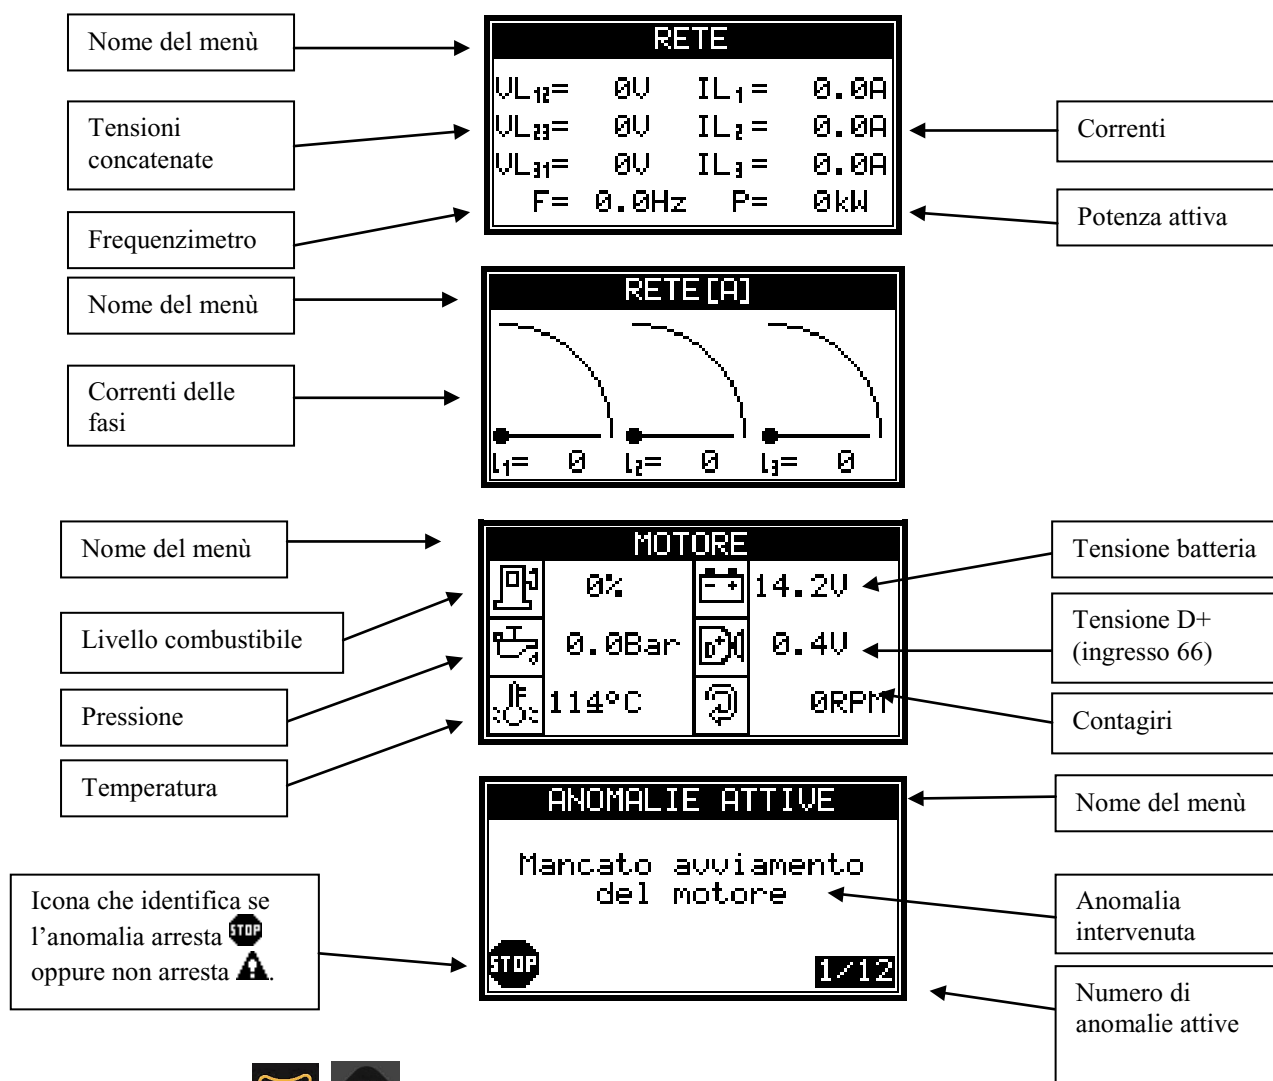 Nome del menù
RETE
VL12= 0V IL1= 0.0A
Tensioni
concatenate
VL23= 0V IL2= 0.0A
Correnti
VL31= 0V IL3= 0.0A
F= 0.0Hz P= 0kW
Potenza attiva
Frequenzimetro
Nome del menù
RETE[A]
Correnti delle
fasi
I1= 0 I2= 0 I3= 0
Nome del menù
MOTORE
Tensione batteria
0% - + 14.2V
Livello combustibile
Tensione D+
(ingresso 66)
0.0Bar D+ 0.4V
Pressione
114°C 0RPM
Contagiri
Temperatura
ANOMALIE ATTIVE
Nome del menù
Mancato avviamento
del motore
Anomalia
intervenuta
Icona che identifica se
l’anomalia arresta STOP
oppure non arresta .
STOP 1/12
Numero di
anomalie attive